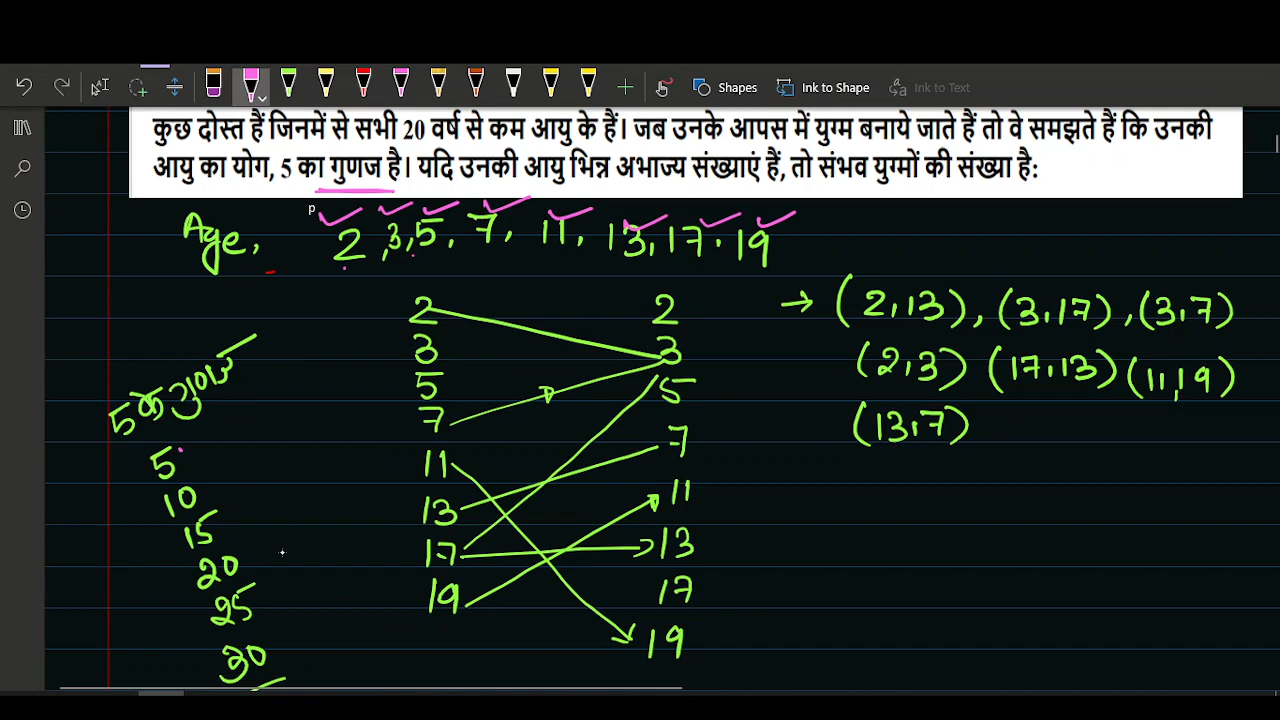 Shapes Ink to Shape Ink to Text
कुछ दोस्त हैं जिनमें से सभी 20 वर्ष से कम आयु के हैं। जब उनके आपस में युग्म बनाये जाते हैं तो वे समझते हैं कि उनकी
आयु का योग, 5 का गुणज है। यदि उनकी आयु भिन्न अभाज्य संख्याएं हैं, तो संभव युग्मों की संख्या है:
p
Age, 2, 3, 5, 7, 11, 13, 17, 19
2 2
3 3
5 5
7 7
11 11
13 13
17 13
19 17
19
→ (2,13), (3,17), (3,7)
(2,3) (17,13) (11,19)
(13,7)
5 के गुणज
5
10
15
20
25
30